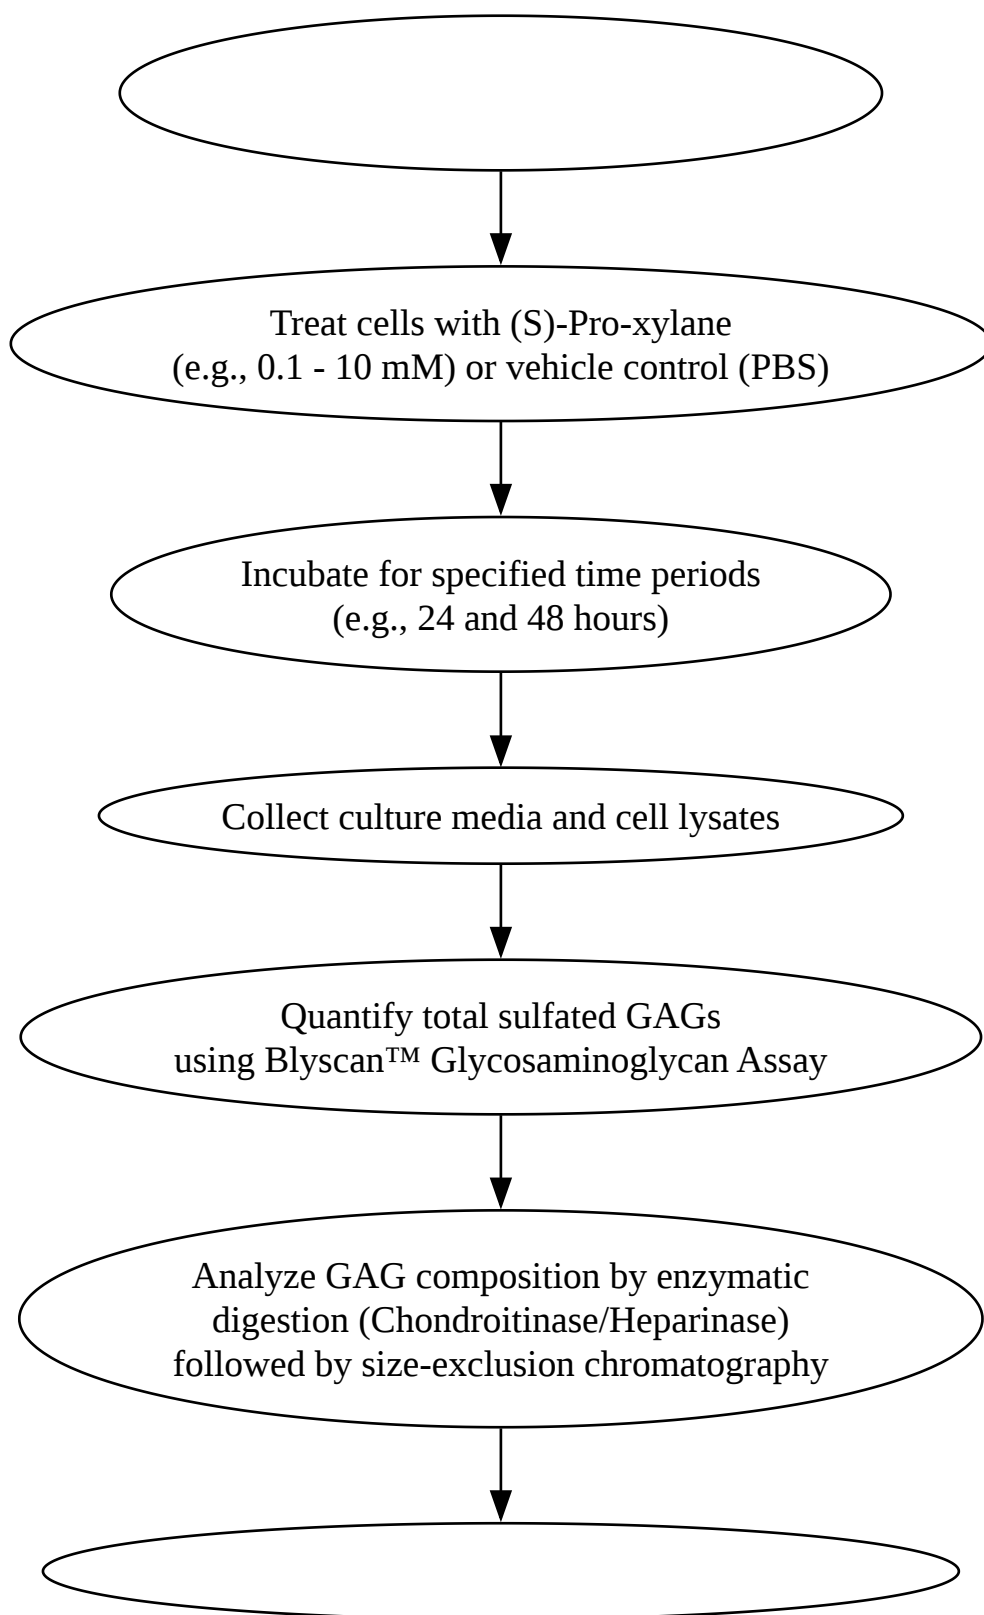 Treat cells with (S)-Pro-xylane
(e.g., 0.1 - 10 mM) or vehicle control (PBS)
Incubate for specified time periods
(e.g., 24 and 48 hours)
Collect culture media and cell lysates
Quantify total sulfated GAGs
using Blyscan™ Glycosaminoglycan Assay
Analyze GAG composition by enzymatic
digestion (Chondroitinase/Heparinase)
followed by size-exclusion chromatography